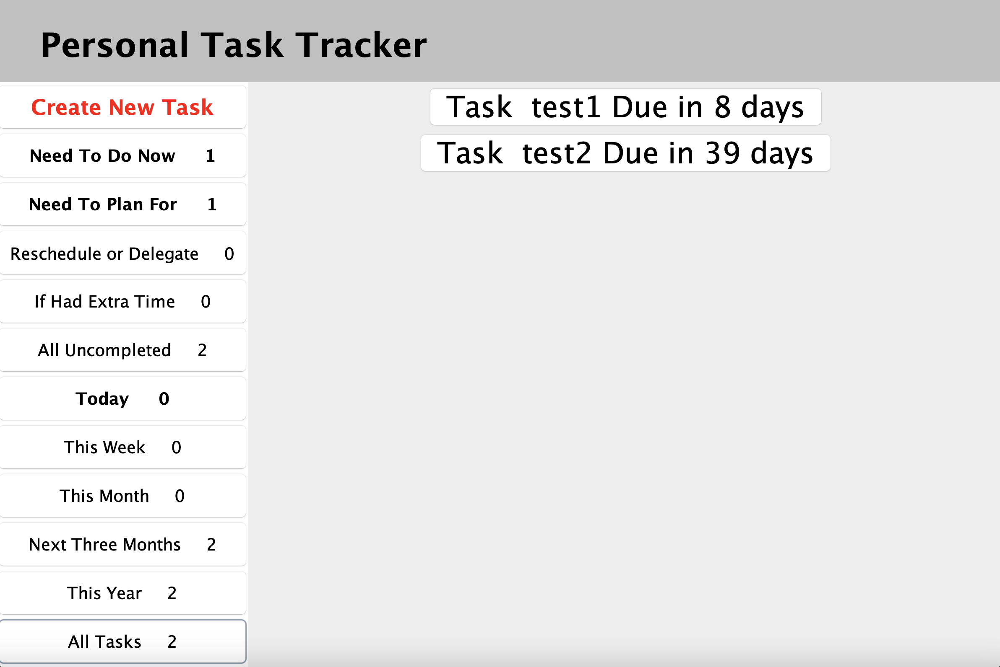 Personal Task Tracker
Create New Task
Need To Do Now 1
Need To Plan For 1
Reschedule or Delegate 0
If Had Extra Time 0
All Uncompleted 2
Today 0
This Week 0
This Month 0
Next Three Months 2
This Year 2
All Tasks 2
Task test1 Due in 8 days
Task test2 Due in 39 days